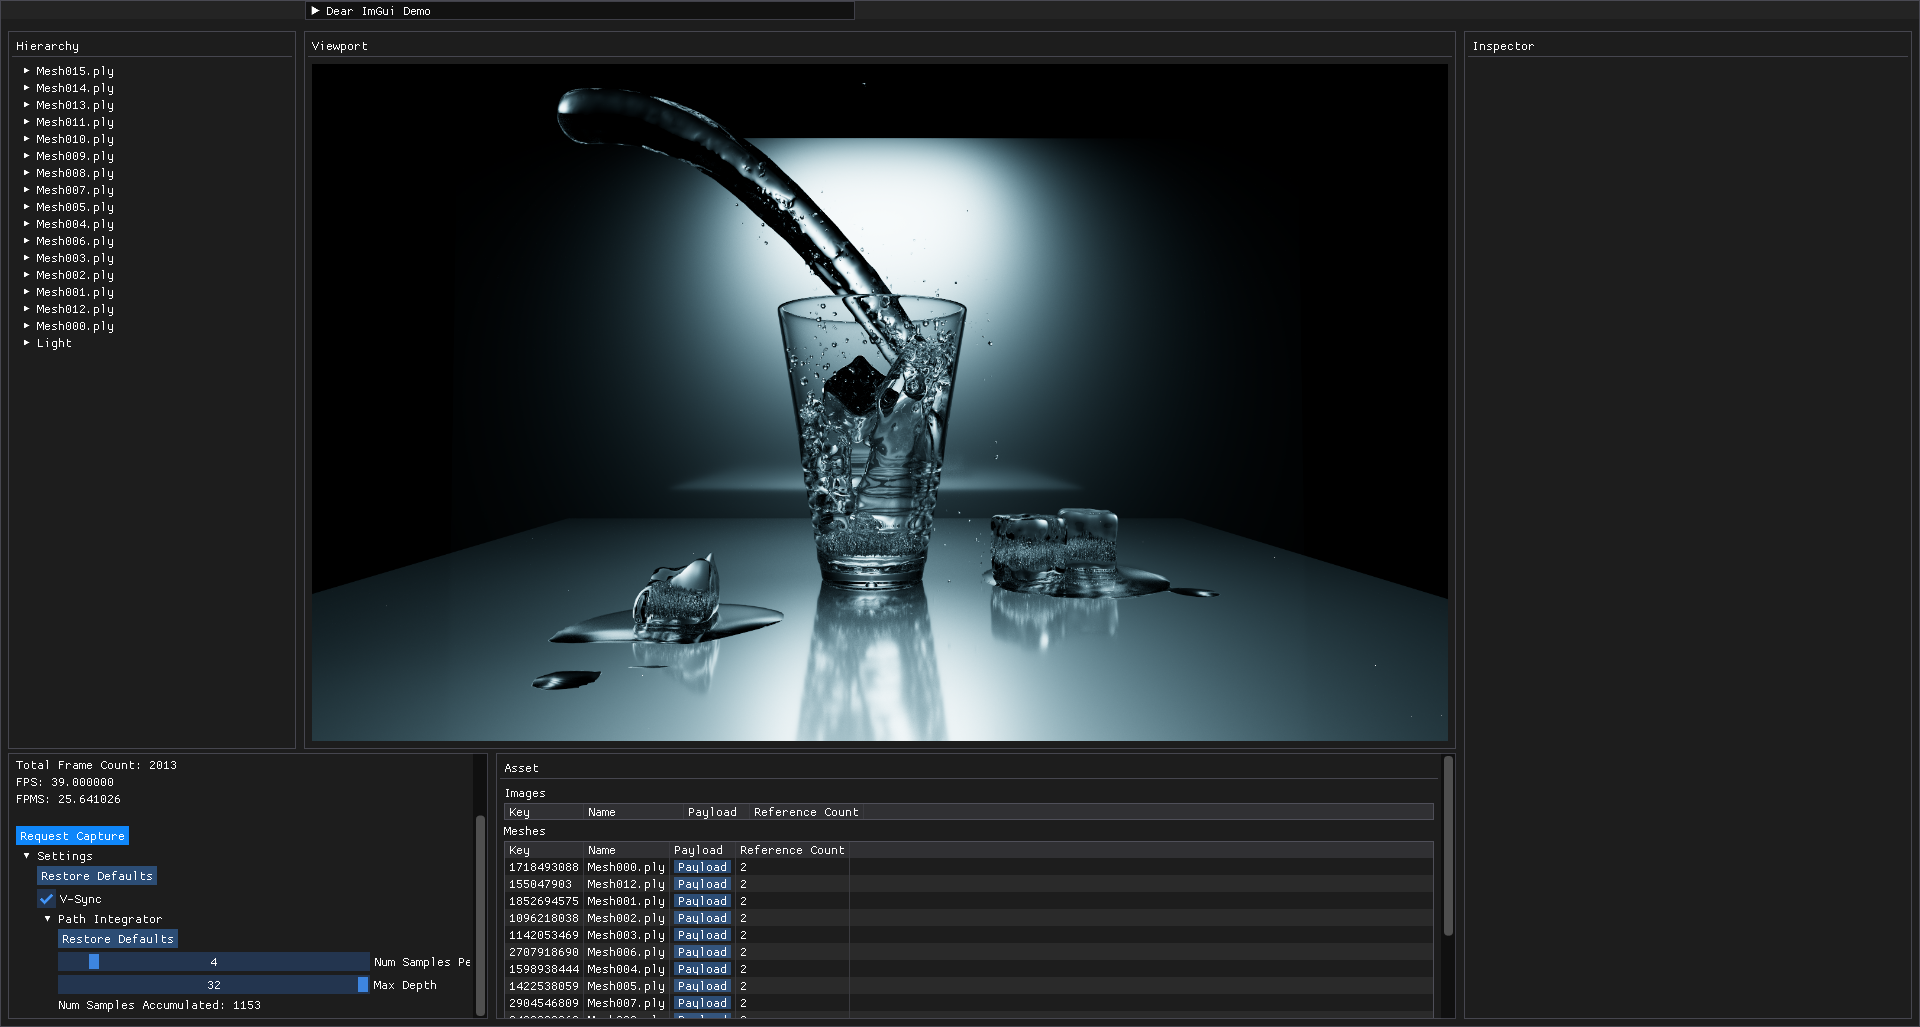 Dear ImGui Demo
Hierarchy
Mesh015.ply
Mesh014.ply
Mesh013.ply
Mesh011.ply
Mesh010.ply
Mesh009.ply
Mesh008.ply
Mesh007.ply
Mesh005.ply
Mesh004.ply
Mesh006.ply
Mesh003.ply
Mesh002.ply
Mesh001.ply
Mesh012.ply
Mesh000.ply
Light
Viewport
Inspector
Total Frame Count: 2013
FPS: 39.000000
FPMS: 25.641026
Request Capture
Settings
Restore Defaults
V-Sync
Path Integrator
Restore Defaults
4 Num Samples Pe
32 Max Depth
Num Samples Accumulated: 1153
Asset
Images
Key Name Payload Reference Count
Meshes
Key Name Payload Reference Count
1718493088 Mesh000.ply Payload 2
155047903 Mesh012.ply Payload 2
1852694575 Mesh001.ply Payload 2
1096218038 Mesh002.ply Payload 2
1142053469 Mesh003.ply Payload 2
2707918690 Mesh006.ply Payload 2
1598938444 Mesh004.ply Payload 2
1422538059 Mesh005.ply Payload 2
2904546809 Mesh007.ply Payload 2